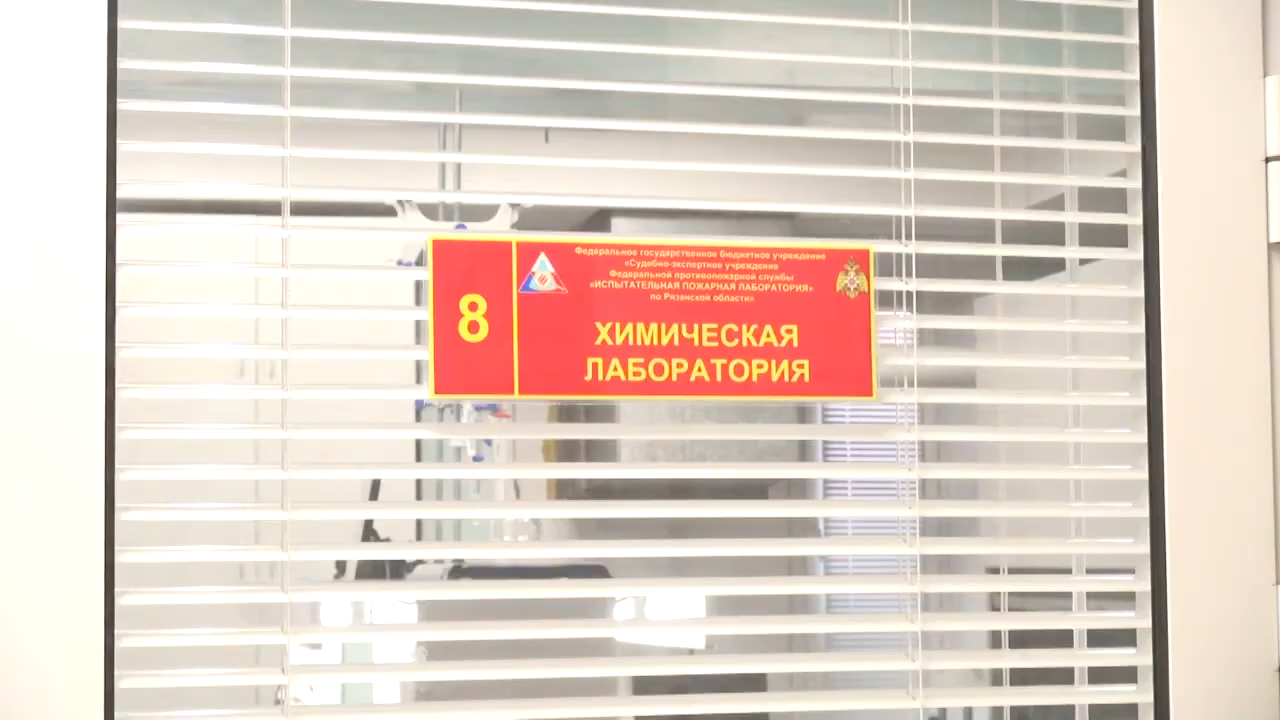 8
Федеральное государственное бюджетное учреждение
«Судебно-экспертное учреждение
Федеральной противопожарной службы
«ИСПЫТАТЕЛЬНАЯ ПОЖАРНАЯ ЛАБОРАТОРИЯ»
по Рязанской области»
ХИМИЧЕСКАЯ
ЛАБОРАТОРИЯ